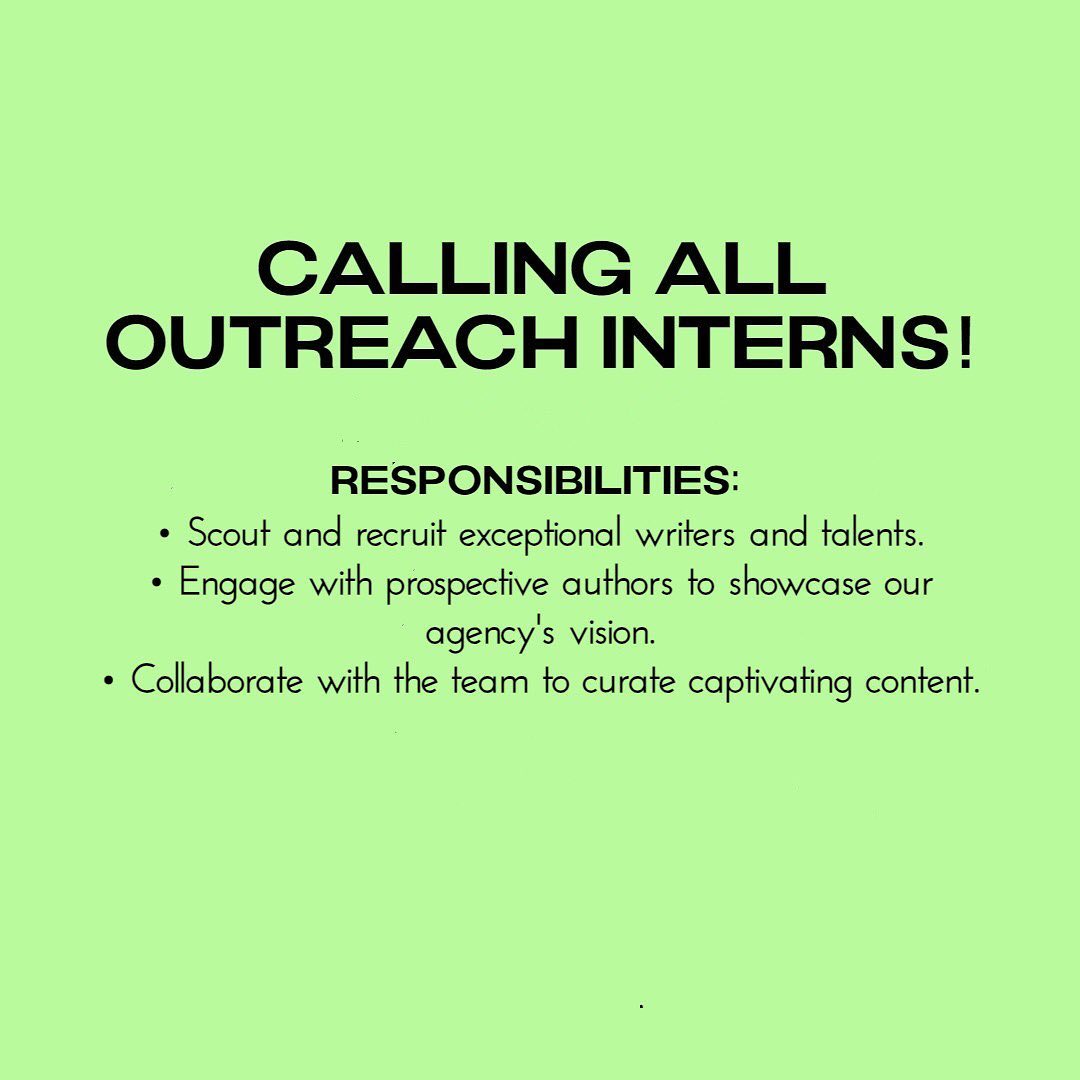 CALLING ALL
OUTREACH INTERNS!
RESPONSIBILITIES:
• Scout and recruit exceptional writers and talents.
• Engage with prospective authors to showcase our
agency's vision.
• Collaborate with the team to curate captivating content.